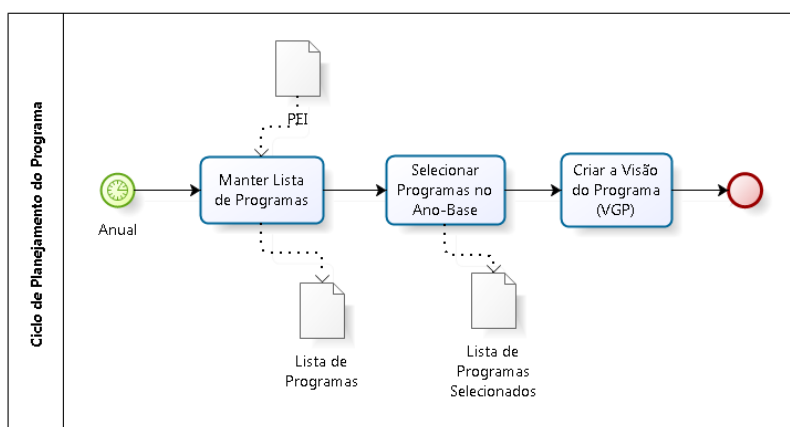 Ciclo de Planejamento do Programa
PEI
Manter Lista
de Programas
Selecionar
Programas no
Ano-Base
Criar a Visão
do Programa
(VGP)
Anual
Lista de
Programas
Lista de
Programas
Selecionados